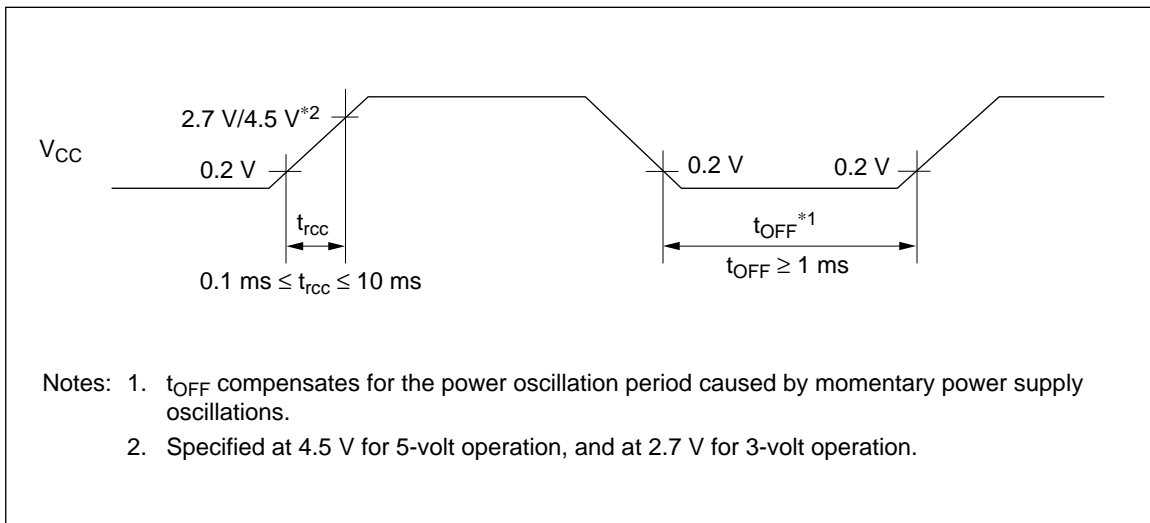 2.7 V/4.5 V*2
VCC
0.2 V
0.2 V
0.2 V
trcc
tOFF*1
0.1 ms ≤ trcc ≤ 10 ms
tOFF ≥ 1 ms
Notes: 1. tOFF compensates for the power oscillation period caused by momentary power supply
oscillations.
2. Specified at 4.5 V for 5-volt operation, and at 2.7 V for 3-volt operation.